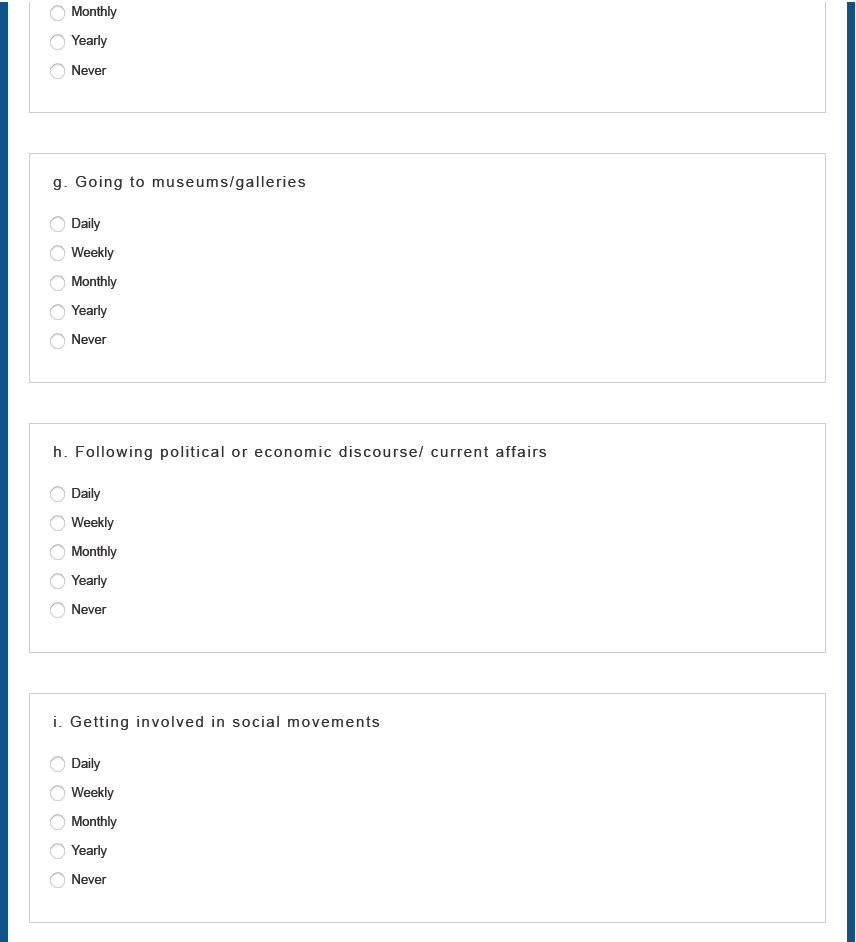 Monthly
Yearly
Never
g. Going to museums/galleries
Daily
Weekly
Monthly
Yearly
Never
h. Following political or economic discourse/ current affairs
Daily
Weekly
Monthly
Yearly
Never
i. Getting involved in social movements
Daily
Weekly
Monthly
Yearly
Never